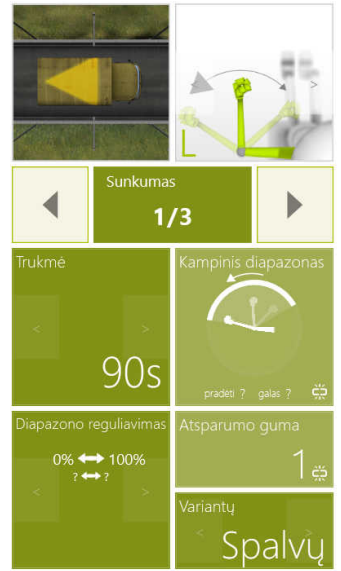 L
Sunkumas
1/3
Trukmė
< >
90s
Kampinis diapazonas
pradėti ? galas ?
Diapazono reguliavimas
0% ⬌ 100%
? ⬌ ?
< >
Atsparumo guma
1
Variantų
< >
Spalvų